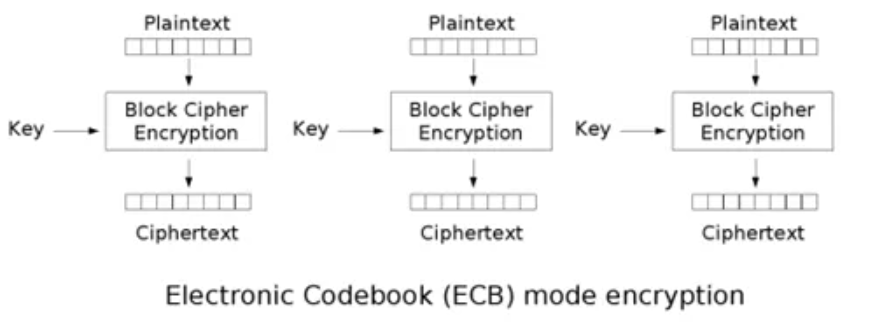 Plaintext Plaintext Plaintext
Key Block Cipher Encryption Key Block Cipher Encryption Key Block Cipher Encryption
Ciphertext Ciphertext Ciphertext
Electronic Codebook (ECB) mode encryption